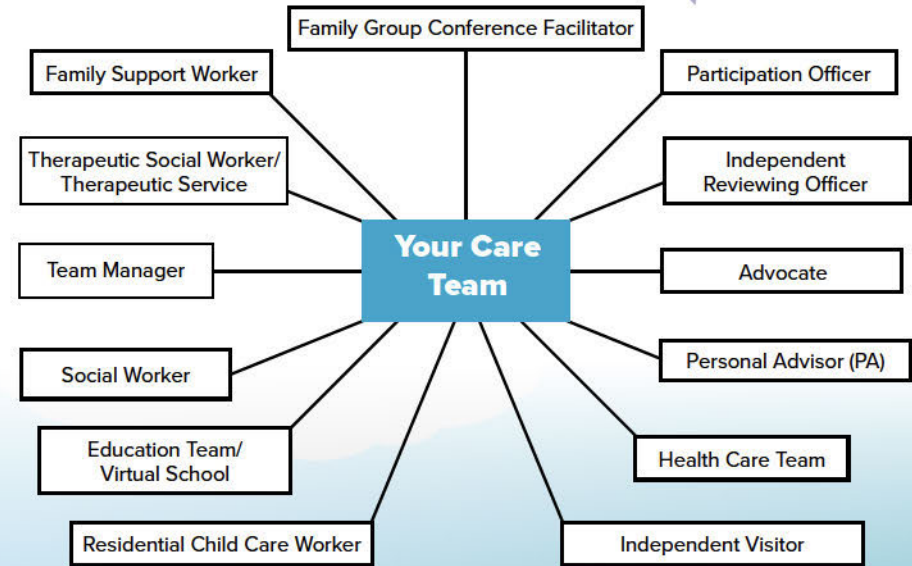 Family Group Conference Facilitator
Family Support Worker
Participation Officer
Therapeutic Social Worker/
Therapeutic Service
Independent
Reviewing Officer
Your Care
Team
Team Manager
Advocate
Social Worker
Personal Advisor (PA)
Education Team/
Virtual School
Health Care Team
Residential Child Care Worker
Independent Visitor